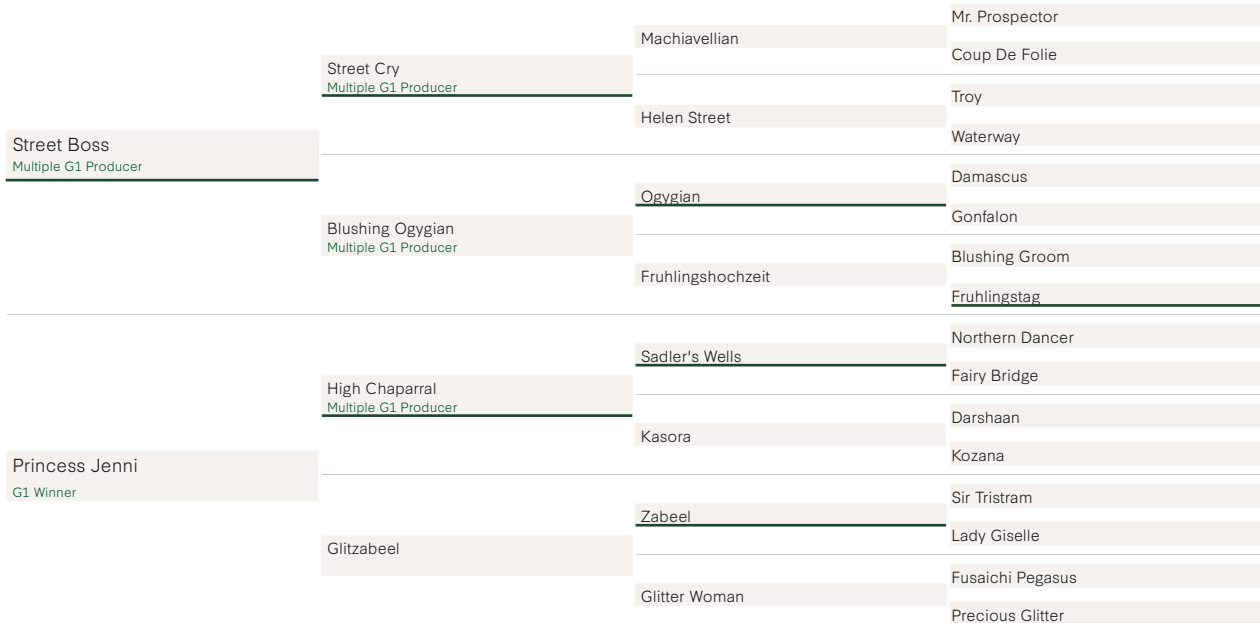 Street Boss
Multiple G1 Producer
Princess Jenni
G1 Winner
Street Cry
Multiple G1 Producer
Blushing Ogygian
Multiple G1 Producer
High Chaparral
Multiple G1 Producer
Glitzabeel
Machiavellian
Helen Street
Ogygian
Fruhlingshochzeit
Sadler's Wells
Kasora
Zabeel
Glitter Woman
Mr. Prospector
Coup De Folie
Troy
Waterway
Damascus
Gonfalon
Blushing Groom
Fruhlingstag
Northern Dancer
Fairy Bridge
Darshaan
Kozana
Sir Tristram
Lady Giselle
Fusaichi Pegasus
Precious Glitter